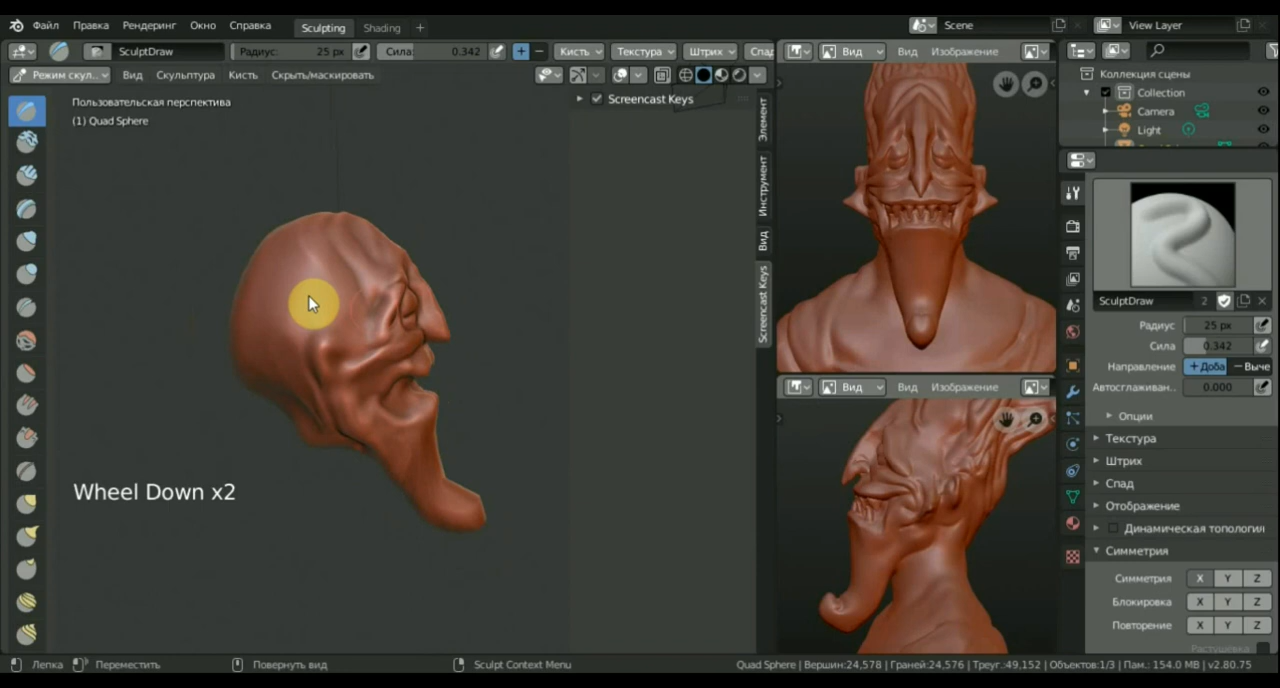 Файл Правка Рендеринг Окно Справка Sculpting Shading + Scene View Layer
SculptDraw Радиус: 25 px Сила: 0.342 + − Кисть Текстура Штрих Спад
Вид Вид Изображение
Режим скул.. Вид Скульптура Кисть Скрыть/маскировать
Пользовательская перспектива
(1) Quad Sphere
Screencast Keys
Элемент
Инструмент
Вид
Screencast Keys
Wheel Down x2
Вид Вид Изображение
Коллекция сцены
Collection
Camera
Light
SculptDraw 2
Радиус 25 px
Сила 0.342
Направление + Доба − Выче
Автосглаживан.. 0.000
Опции
Текстура
Штрих
Спад
Отображение
Динамическая топология
Симметрия
Симметрия X Y Z
Блокировка X Y Z
Повторение X Y Z
Растушевка
Лепка Переместить Повернуть вид Sculpt Context Menu Quad Sphere | Вершин:24,578 | Граней:24,576 | Треуг.:49,152 | Объектов:1/3 | Пам.: 154.0 MB | v2.80.75